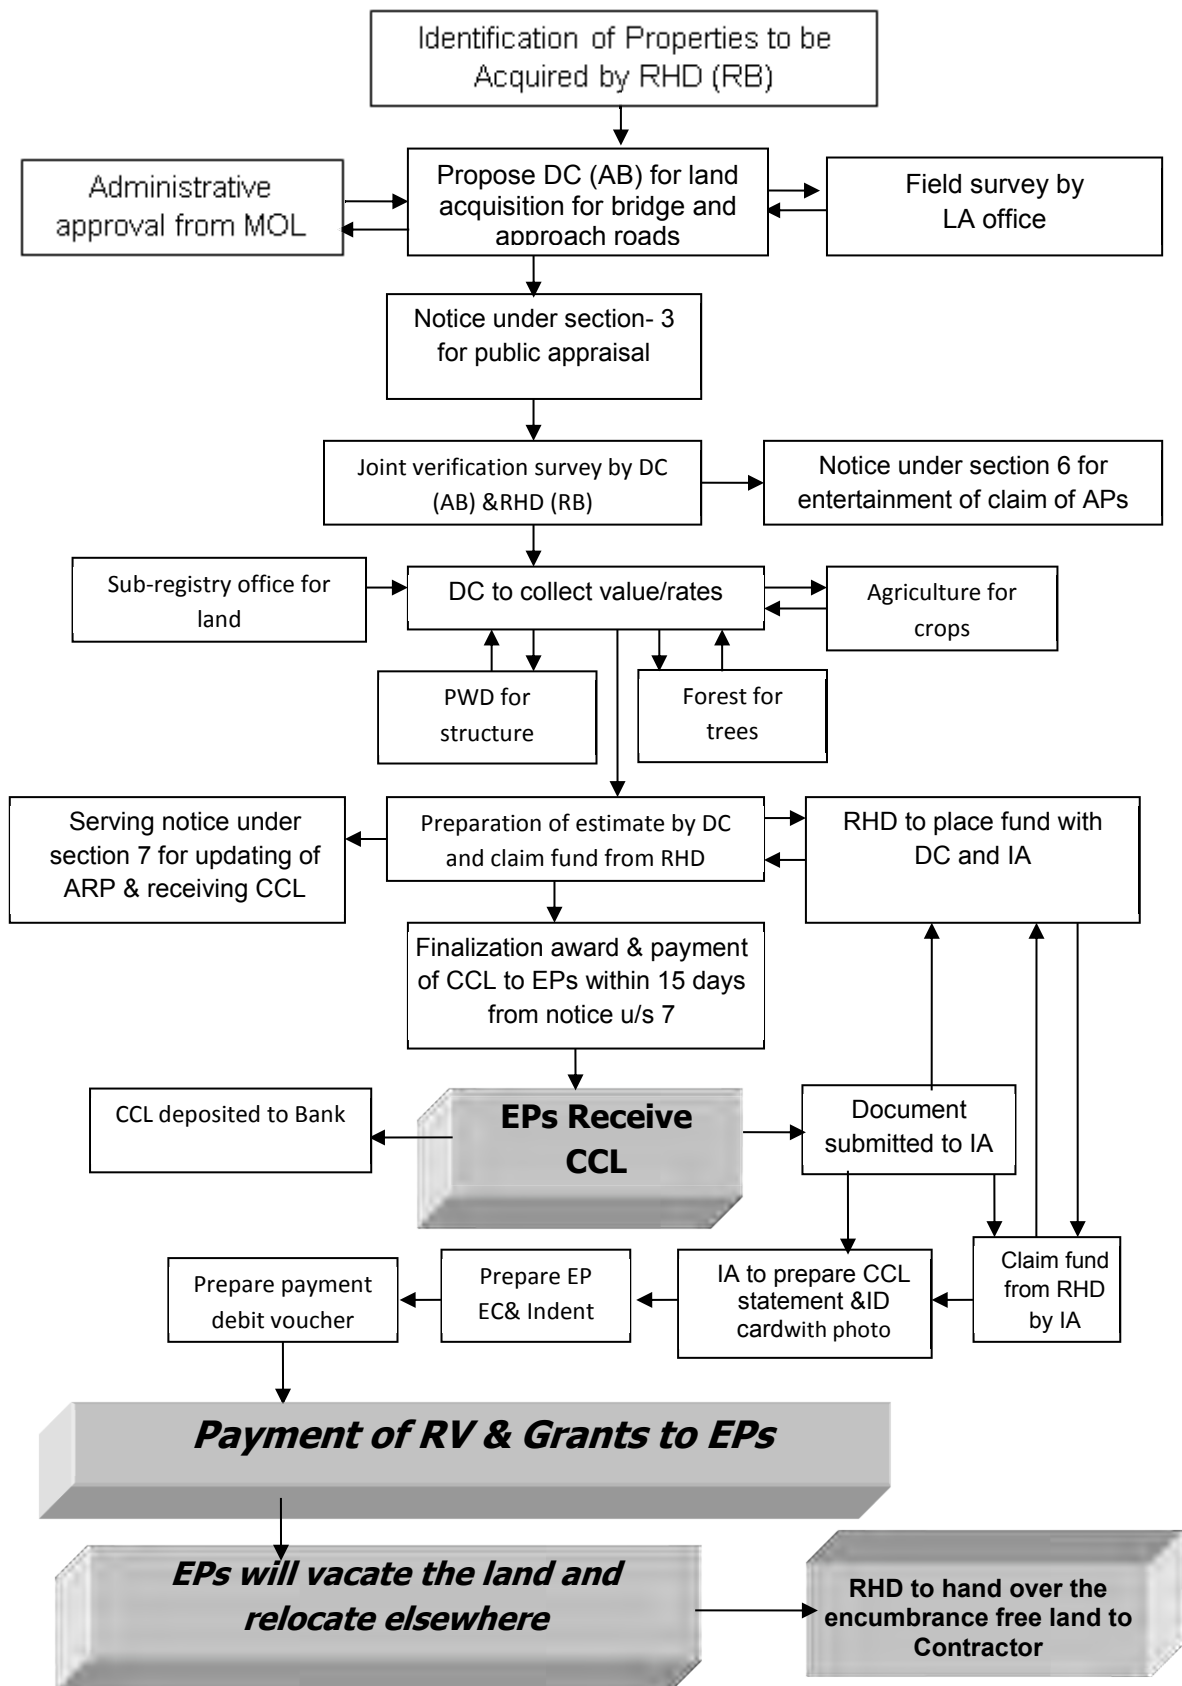 Identification of Properties to be
Acquired by RHD (RB)
Administrative
approval from MOL
Propose DC (AB) for land
acquisition for bridge and
approach roads
Field survey by
LA office
Notice under section- 3
for public appraisal
Joint verification survey by DC
(AB) &RHD (RB)
Notice under section 6 for
entertainment of claim of APs
Sub-registry office for
land
DC to collect value/rates
Agriculture for
crops
PWD for
structure
Forest for
trees
Serving notice under
section 7 for updating of
ARP & receiving CCL
Preparation of estimate by DC
and claim fund from RHD
RHD to place fund with
DC and IA
Finalization award & payment
of CCL to EPs within 15 days
from notice u/s 7
CCL deposited to Bank
EPs Receive
CCL
Document
submitted to IA
Prepare payment
debit voucher
Prepare EP
EC& Indent
IA to prepare CCL
statement &ID
cardwith photo
Claim fund
from RHD
by IA
Payment of RV & Grants to EPs
EPs will vacate the land and
relocate elsewhere
RHD to hand over the
encumbrance free land to
Contractor